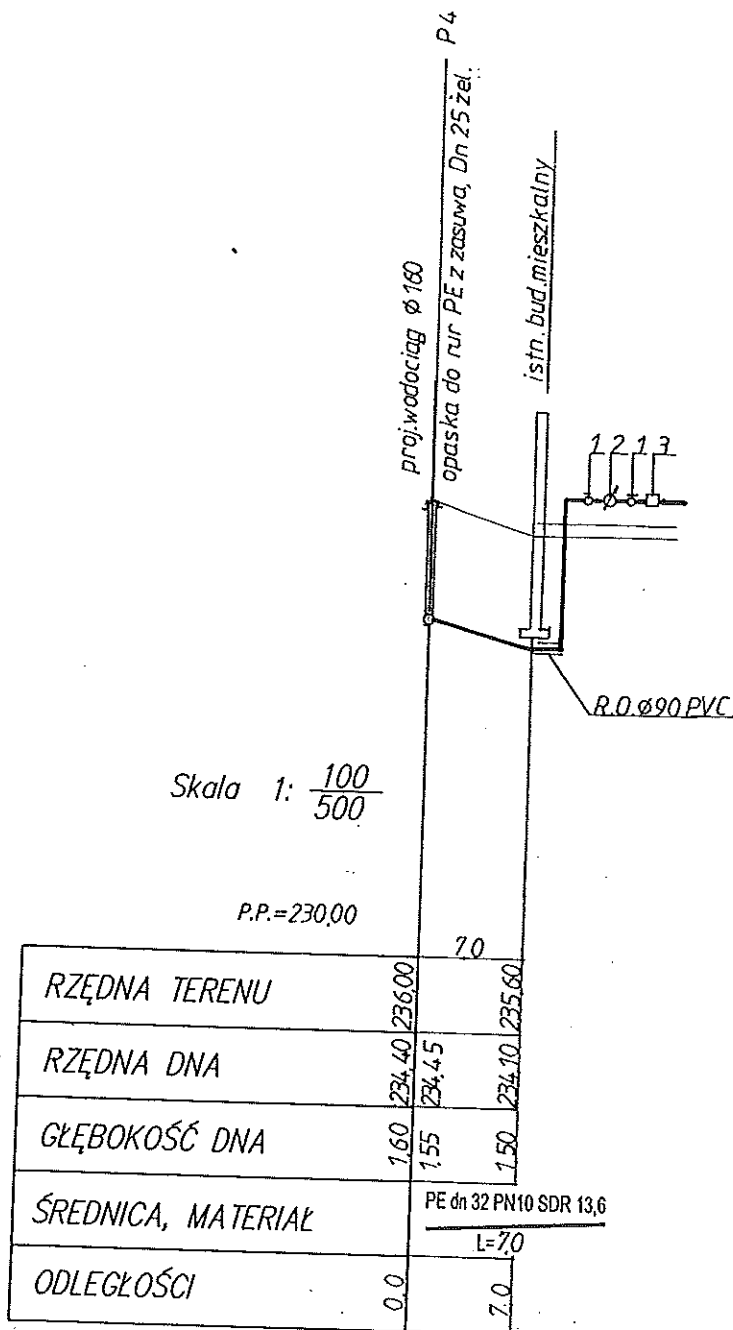 P4
proj.wodociąg ø160
opaska do rur PE z zasuwą, Dn 25 żel.
istn. bud.mieszkalny
1 2 1 3
R.O.ø90 PVC
Skala 1: 100
500
P.P.=230,00
7.0
RZĘDNA TERENU 236,00 235,60
RZĘDNA DNA 234,40 234,45 234,10
GŁĘBOKOŚĆ DNA 1,60 1,55 1,50
ŚREDNICA, MATERIAŁ PE dn 32 PN10 SDR 13,6
L=7,0
ODLEGŁOŚCI 0.0 7.0